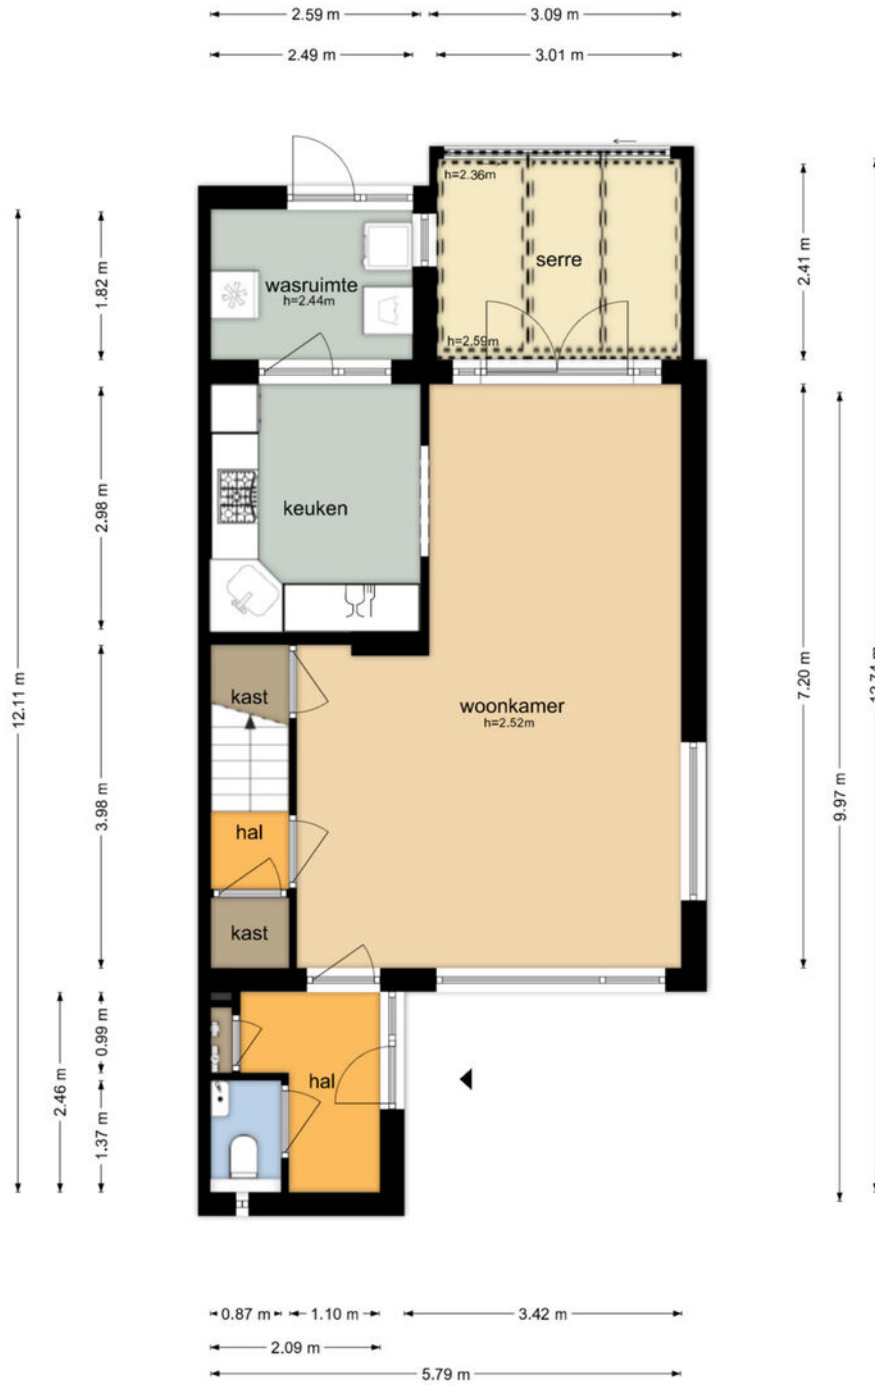 2.59 m
3.09 m
2.49 m
3.01 m
h=2.36m
serre
wasruimte
h=2.44m
h=2.59m
1.82 m
2.41 m
keuken
2.98 m
12.11 m
kast
woonkamer
h=2.52m
7.20 m
12.74 m
9.97 m
3.98 m
hal
kast
0.99 m
2.46 m
1.37 m
hal
0.87 m
1.10 m
3.42 m
2.09 m
5.79 m